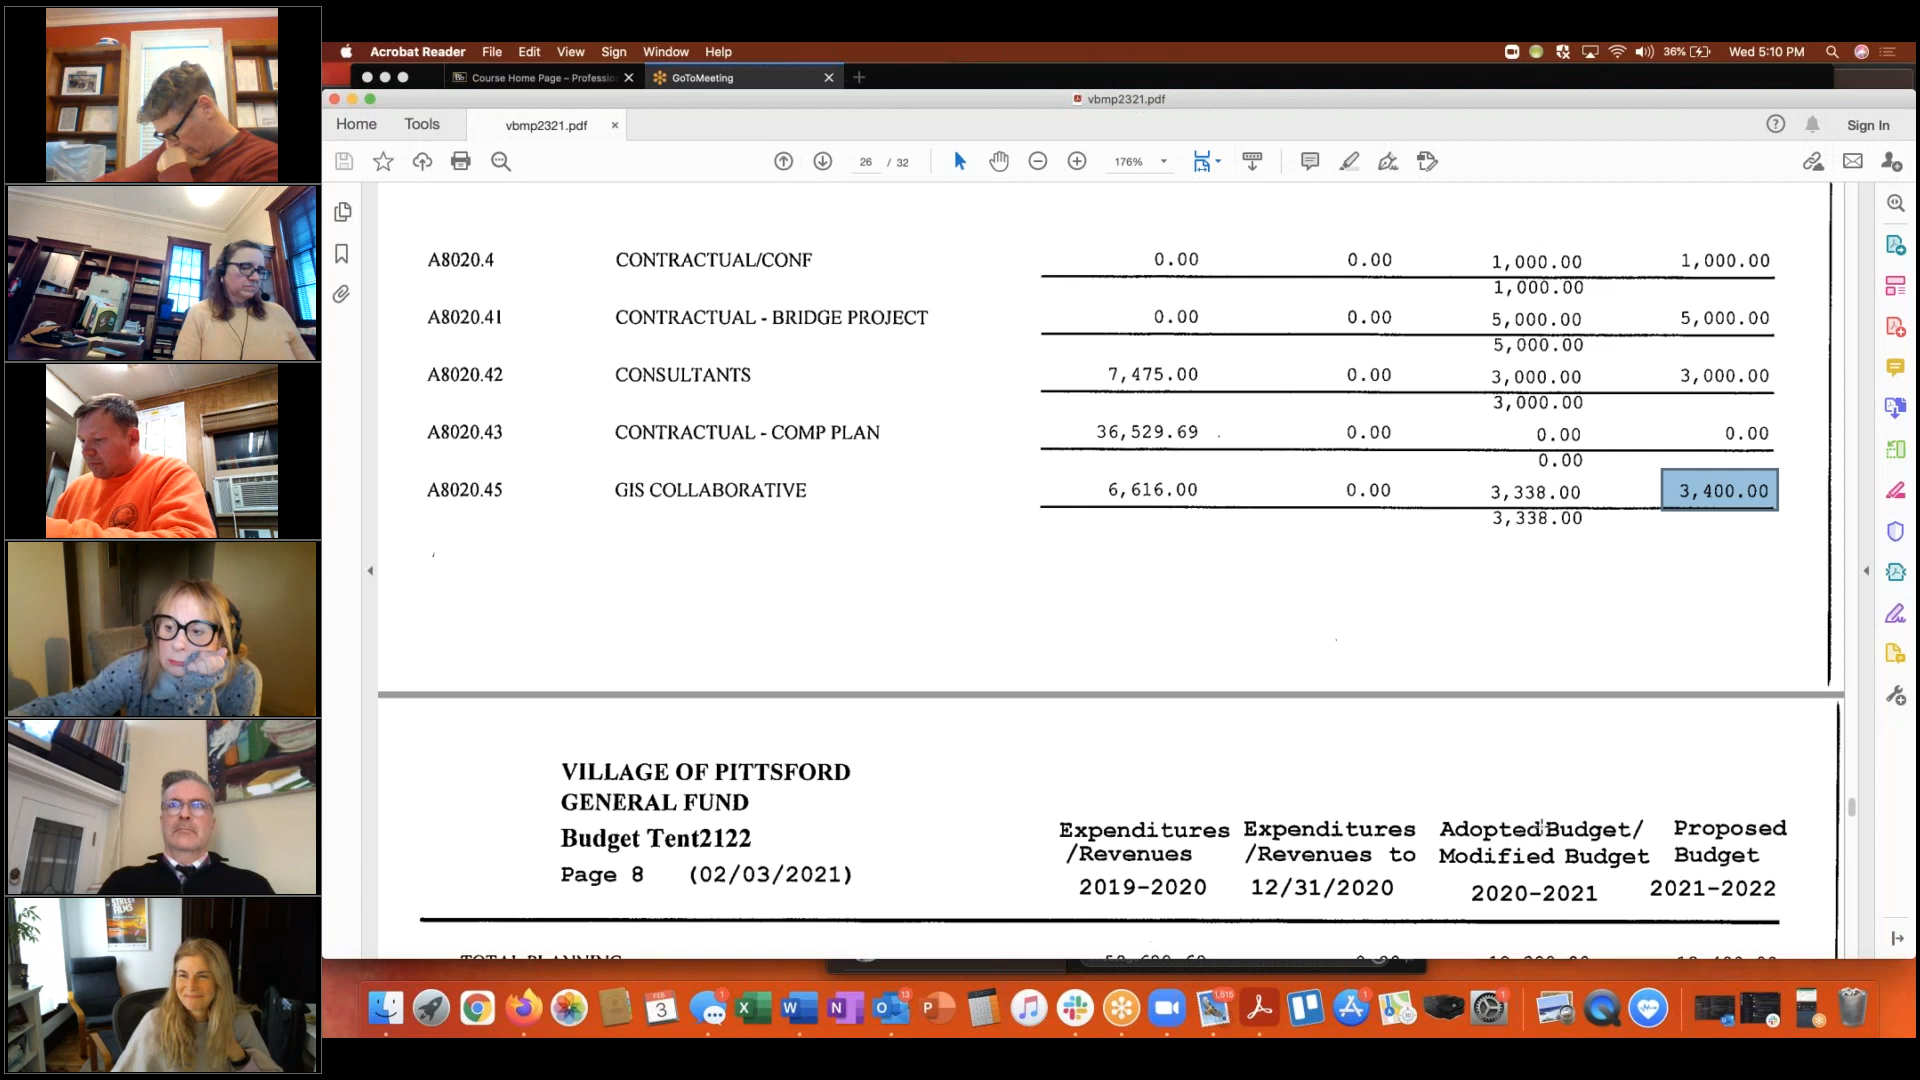 Acrobat Reader File Edit View Sign Window Help 36% Wed 5:10 PM
Course Home Page – Professio GoToMeeting
vbmp2321.pdf
Home Tools vbmp2321.pdf Sign In
26 / 32 176%
A8020.4 CONTRACTUAL/CONF 0.00 0.00 1,000.00 1,000.00
1,000.00
A8020.41 CONTRACTUAL - BRIDGE PROJECT 0.00 0.00 5,000.00 5,000.00
5,000.00
A8020.42 CONSULTANTS 7,475.00 0.00 3,000.00 3,000.00
3,000.00
A8020.43 CONTRACTUAL - COMP PLAN 36,529.69 0.00 0.00 0.00
0.00
A8020.45 GIS COLLABORATIVE 6,616.00 0.00 3,338.00 3,400.00
3,338.00
VILLAGE OF PITTSFORD
GENERAL FUND
Budget Tent2122
Page 8 (02/03/2021)
Expenditures Expenditures Adopted Budget/ Proposed
/Revenues /Revenues to Modified Budget Budget
2019-2020 12/31/2020 2020-2021 2021-2022
TOTAL PLANNING
FEB
3
STREET
FILMS